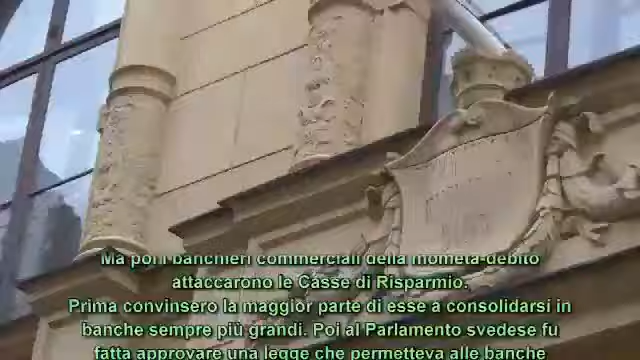 Ma poi i banchieri commerciali della moneta-debito
attaccarono le Casse di Risparmio.
Prima convinsero la maggior parte di esse a consolidarsi in
banche sempre più grandi. Poi al Parlamento svedese fu
fatta approvare una legge che permetteva alle banche